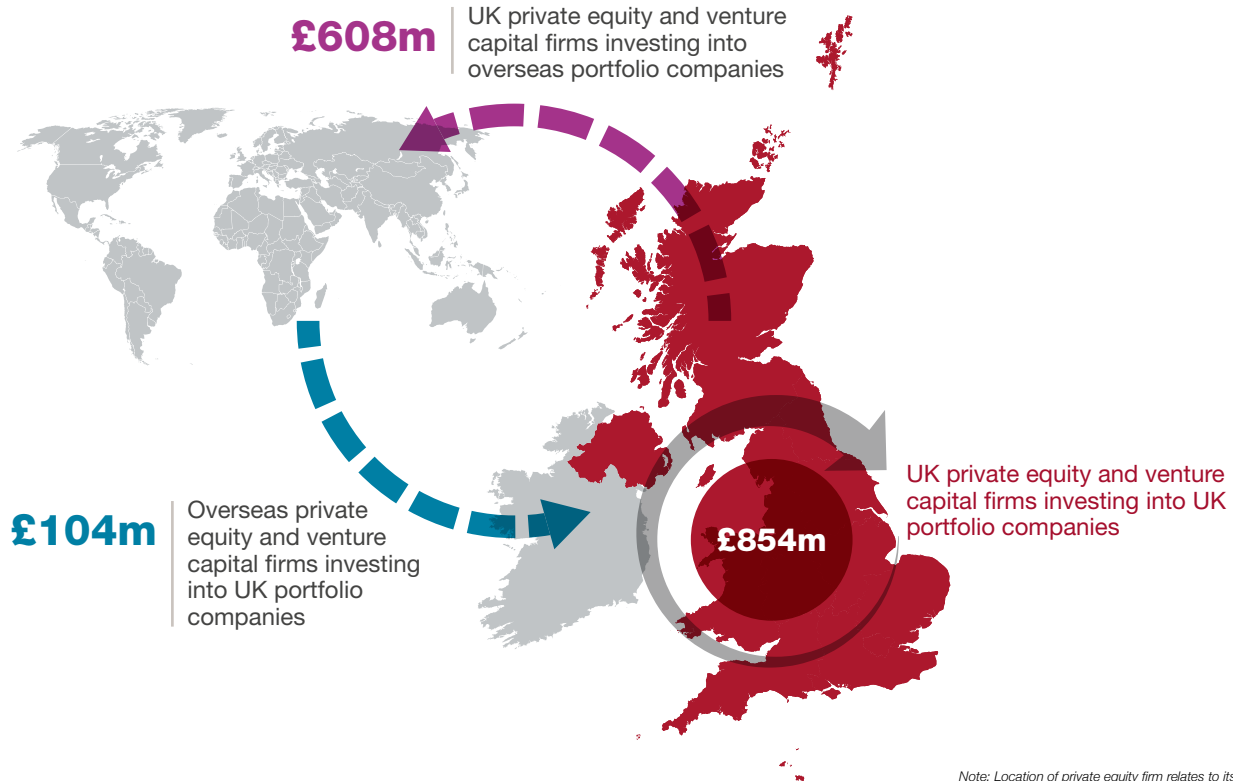 £608m
UK private equity and venture
capital firms investing into
overseas portfolio companies
£104m
Overseas private
equity and venture
capital firms investing
into UK portfolio
companies
£854m
UK private equity and venture
capital firms investing into UK
portfolio companies
Note: Location of private equity firm relates to its